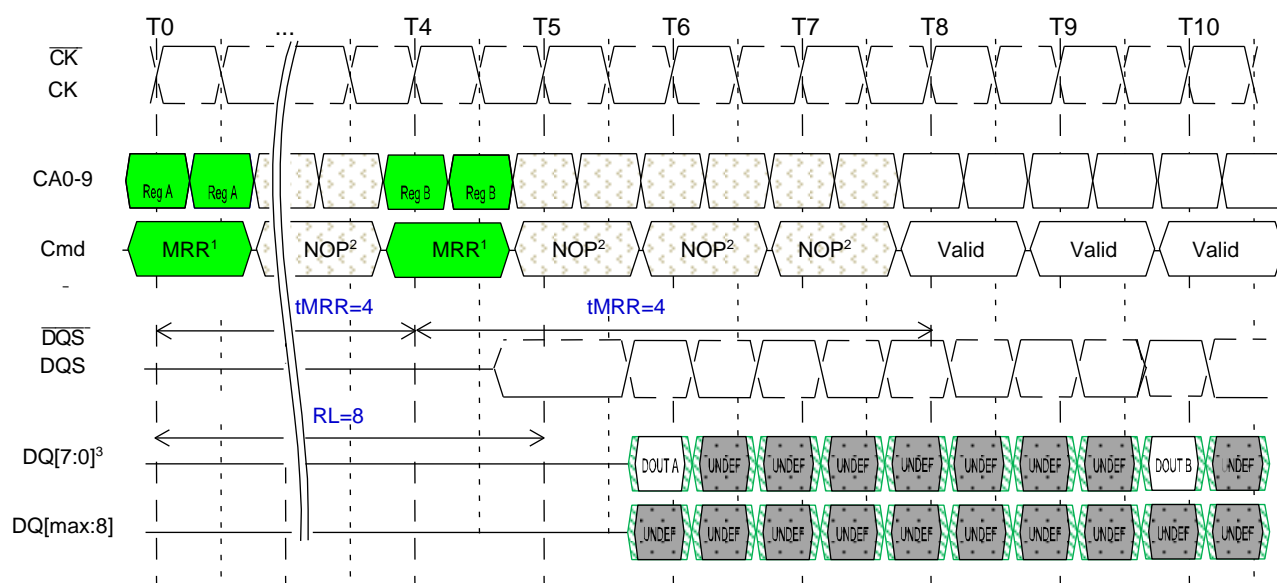 T0 ... T4 T5 T6 T7 T8 T9 T10
CK
CK
CA0-9 Reg A Reg A Reg B Reg B
Cmd MRR¹ NOP² MRR¹ NOP² NOP² NOP² Valid Valid Valid
-
tMRR=4 tMRR=4
DQS
DQS
RL=8
DQ[7:0]³ DOUT A UNDEF UNDEF UNDEF UNDEF UNDEF UNDEF UNDEF DOUT B UNDEF
DQ[max:8] UNDEF UNDEF UNDEF UNDEF UNDEF UNDEF UNDEF UNDEF UNDEF UNDEF